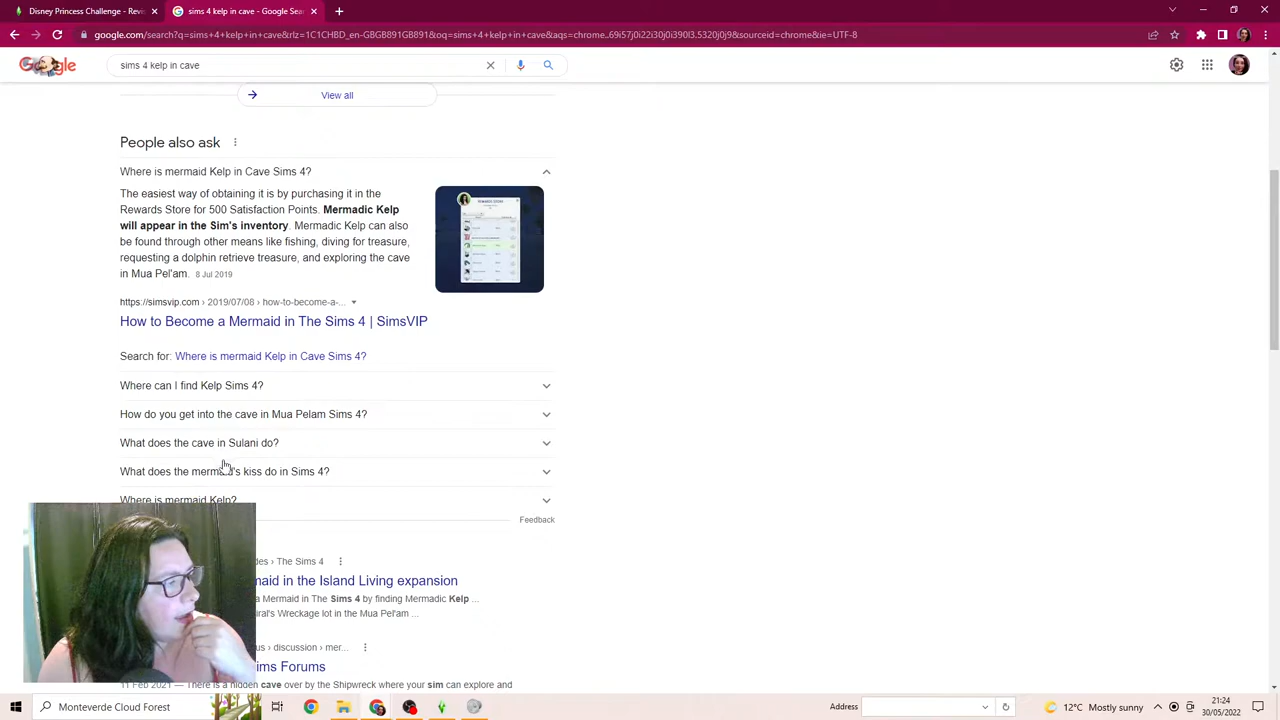 Disney Princess Challenge - Revis
sims 4 kelp in cave - Google Sear
google.com/search?q=sims+4+kelp+in+cave&rlz=1C1CHBD_en-GBGB891GB891&oq=sims+4+kelp+in+cave&aqs=chrome..69i57j0i22i30j0i390l3.5320j0j9&sourceid=chrome&ie=UTF-8
Google
sims 4 kelp in cave
View all
People also ask
Where is mermaid Kelp in Cave Sims 4?
The easiest way of obtaining it is by purchasing it in the
Rewards Store for 500 Satisfaction Points. Mermadic Kelp
will appear in the Sim's inventory. Mermadic Kelp can also
be found through other means like fishing, diving for treasure,
requesting a dolphin retrieve treasure, and exploring the cave
in Mua Pel'am. 8 Jul 2019
https://simsvip.com › 2019/07/08 › how-to-become-a-...
How to Become a Mermaid in The Sims 4 | SimsVIP
Search for: Where is mermaid Kelp in Cave Sims 4?
Where can I find Kelp Sims 4?
How do you get into the cave in Mua Pelam Sims 4?
What does the cave in Sulani do?
What does the mermaid's kiss do in Sims 4?
Where is mermaid Kelp?
Feedback
des › The Sims 4
maid in the Island Living expansion
a Mermaid in The Sims 4 by finding Mermadic Kelp ...
iral's Wreckage lot in the Mua Pel'am ...
us › discussion › mer...
ims Forums
11 Feb 2021 — There is a hidden cave over by the Shipwreck where your sim can explore and
Monteverde Cloud Forest
Address
12°C Mostly sunny
21:24
30/05/2022